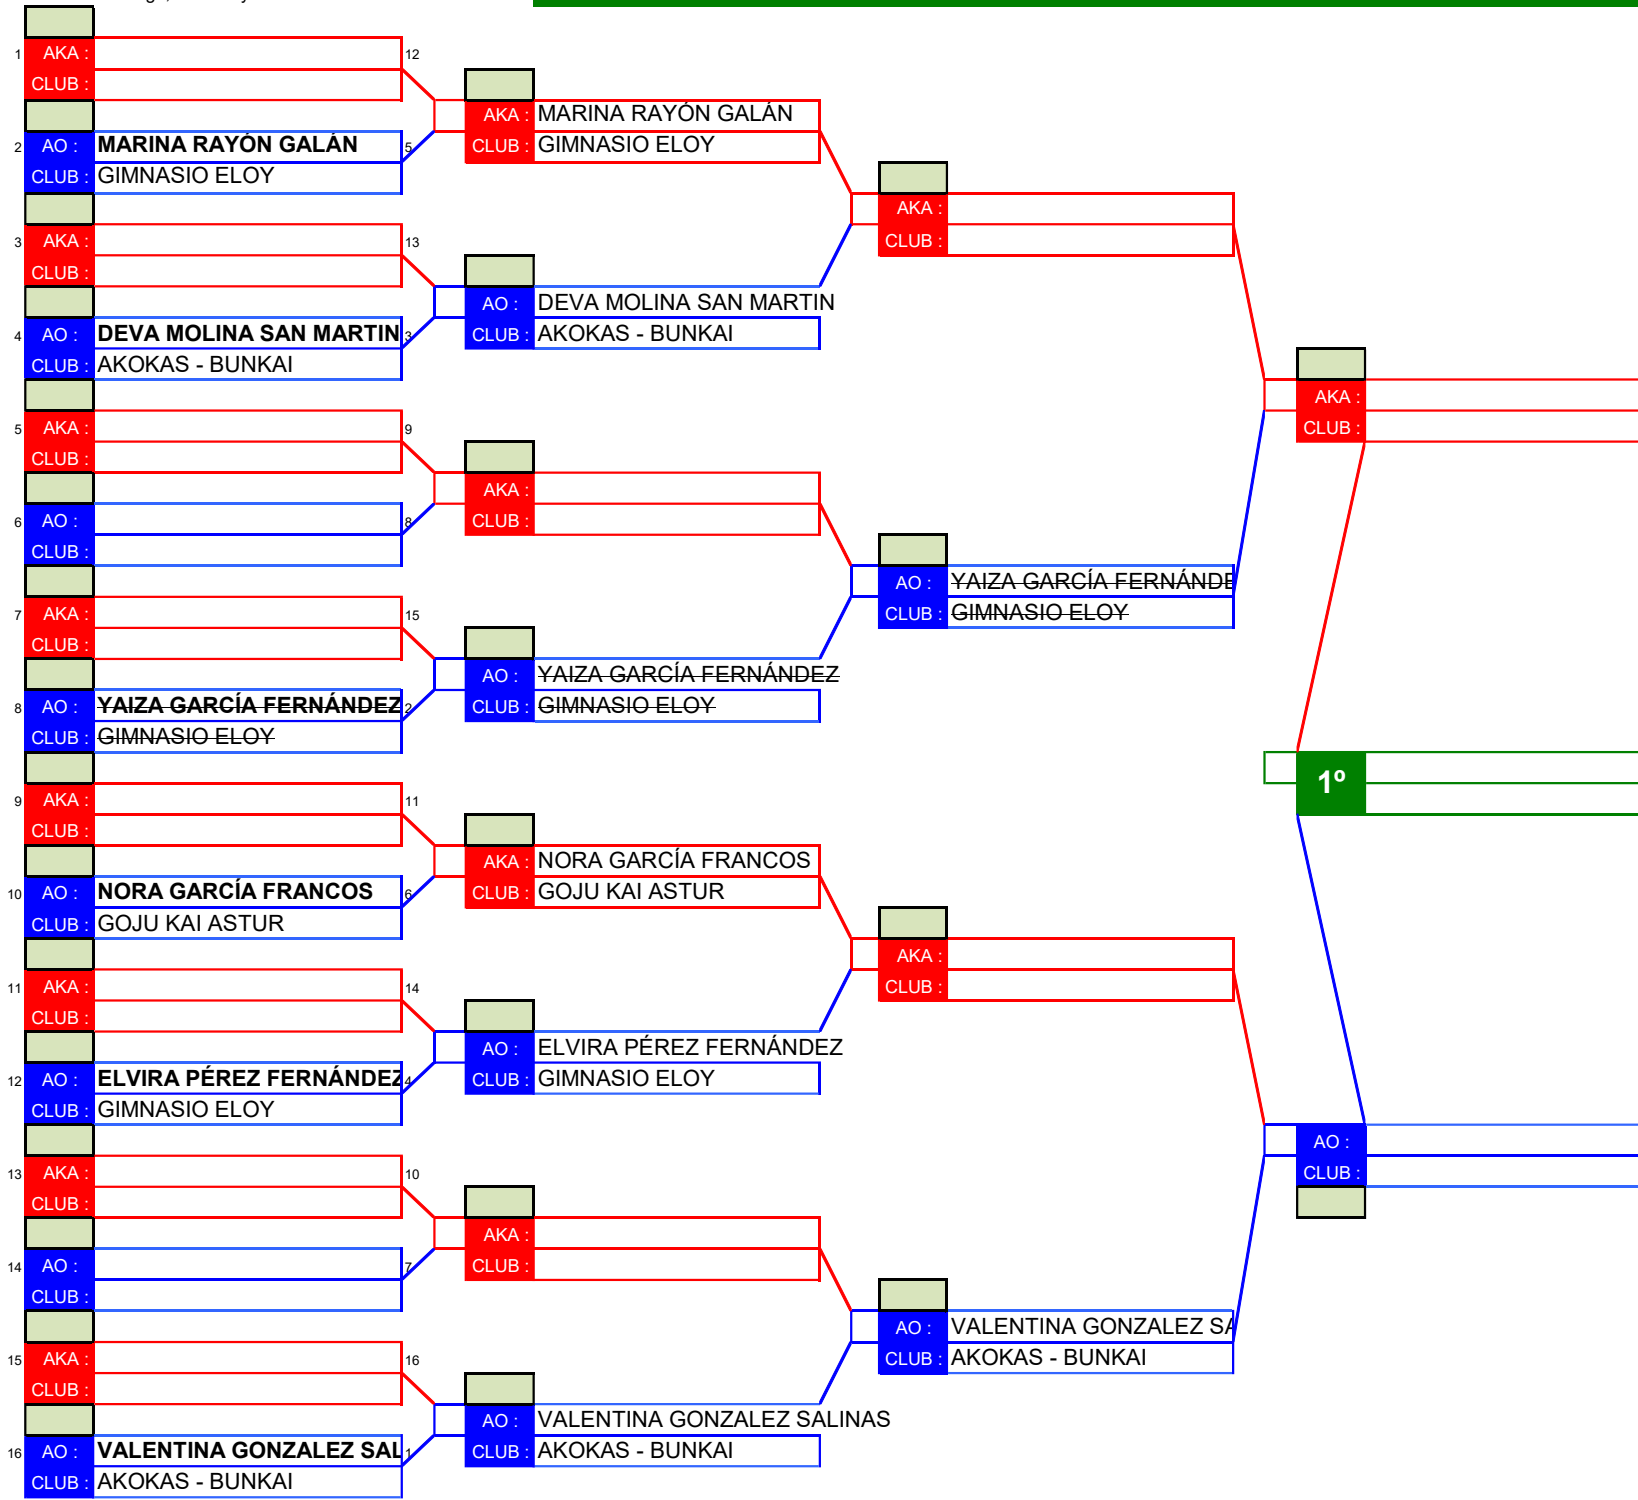 1 AKA : 12
CLUB :
2 AO : MARINA RAYÓN GALÁN 5
CLUB : GIMNASIO ELOY
3 AKA : 13
CLUB :
4 AO : DEVA MOLINA SAN MARTIN 3
CLUB : AKOKAS - BUNKAI
5 AKA : 9
CLUB :
6 AO : 8
CLUB :
7 AKA : 15
CLUB :
8 AO : YAIZA GARCÍA FERNÁNDEZ 2
CLUB : GIMNASIO ELOY
9 AKA : 11
CLUB :
10 AO : NORA GARCÍA FRANCOS 6
CLUB : GOJU KAI ASTUR
11 AKA : 14
CLUB :
12 AO : ELVIRA PÉREZ FERNÁNDEZ 4
CLUB : GIMNASIO ELOY
13 AKA : 10
CLUB :
14 AO : 7
CLUB :
15 AKA : 16
CLUB :
16 AO : VALENTINA GONZALEZ SAL 1
CLUB : AKOKAS - BUNKAI
AKA : MARINA RAYÓN GALÁN
CLUB : GIMNASIO ELOY
AO : DEVA MOLINA SAN MARTIN
CLUB : AKOKAS - BUNKAI
AKA :
CLUB :
AO : YAIZA GARCÍA FERNÁNDEZ
CLUB : GIMNASIO ELOY
AKA : NORA GARCÍA FRANCOS
CLUB : GOJU KAI ASTUR
AO : ELVIRA PÉREZ FERNÁNDEZ
CLUB : GIMNASIO ELOY
AKA :
CLUB :
AO : VALENTINA GONZALEZ SALINAS
CLUB : AKOKAS - BUNKAI
AKA :
CLUB :
AO : YAIZA GARCÍA FERNÁNDE
CLUB : GIMNASIO ELOY
AKA :
CLUB :
AO : VALENTINA GONZALEZ SA
CLUB : AKOKAS - BUNKAI
AKA :
CLUB :
1º
AO :
CLUB :